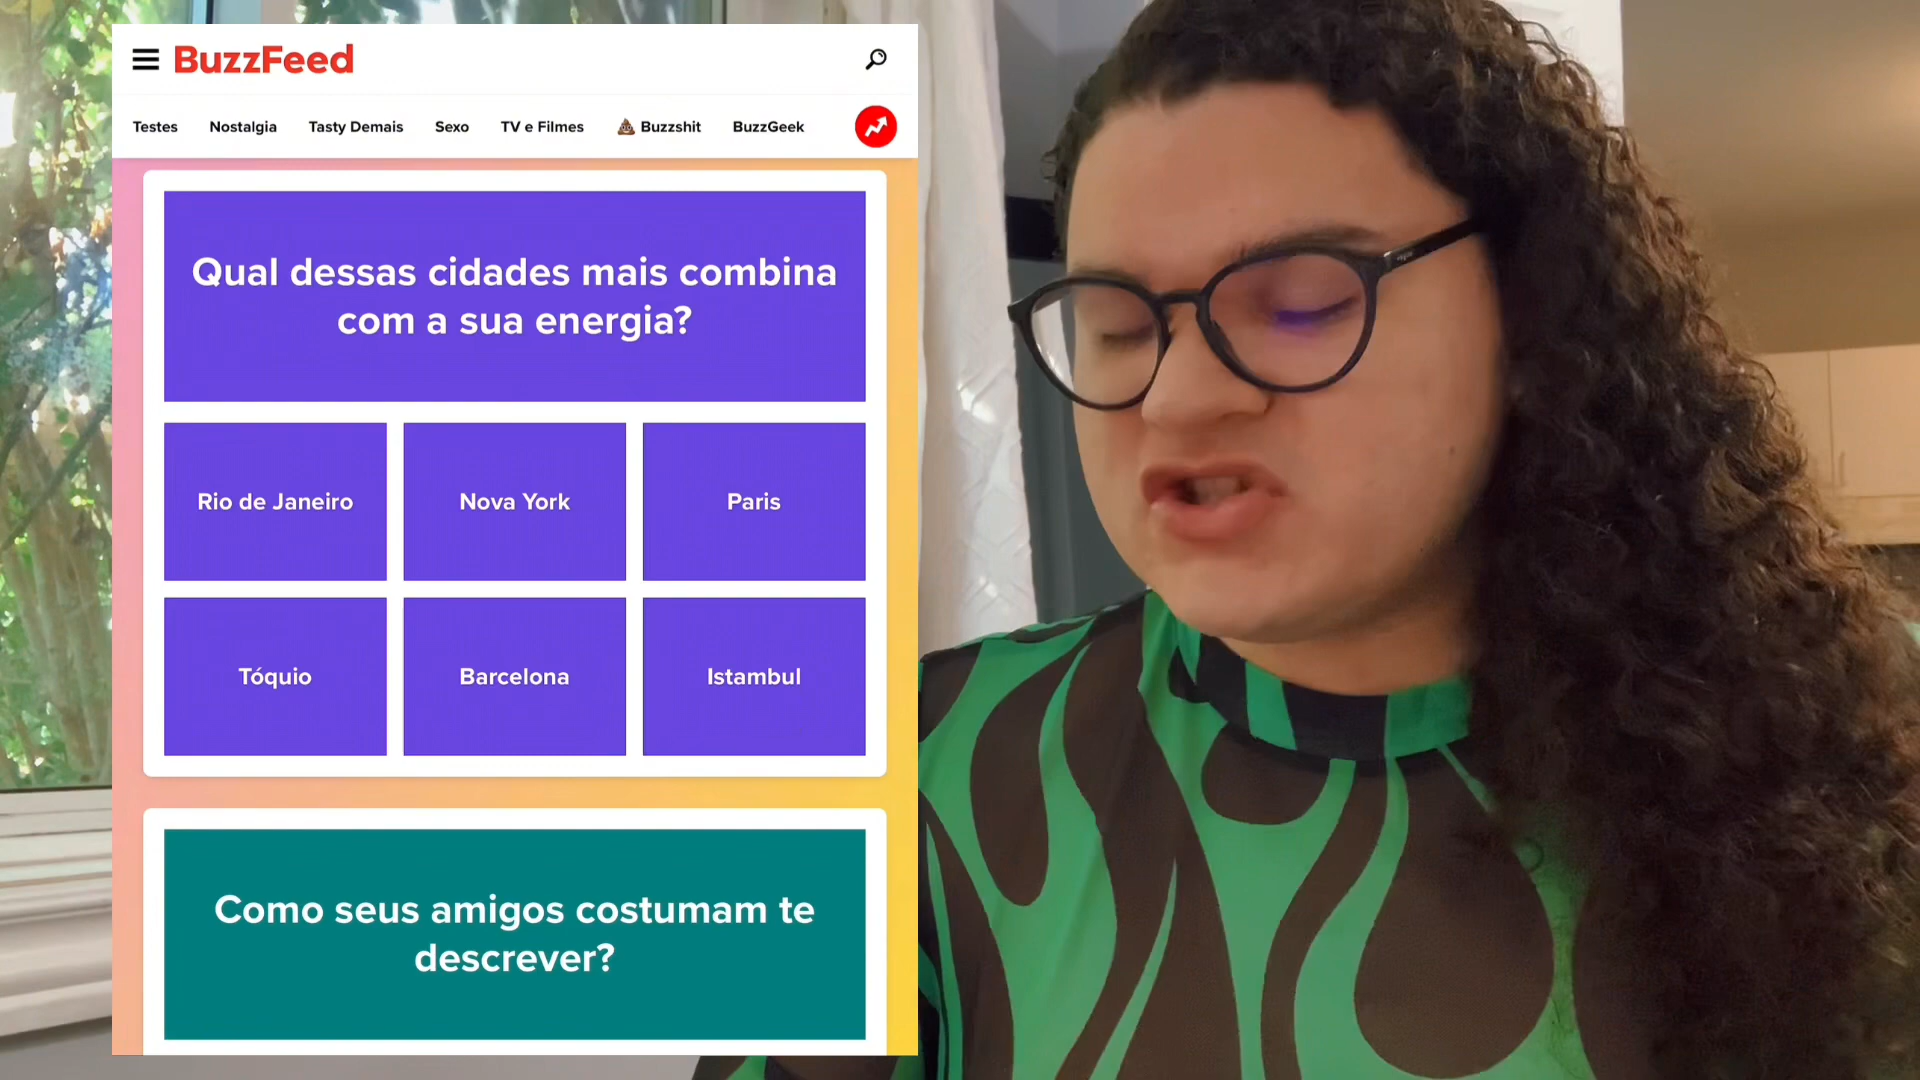 BuzzFeed
Testes Nostalgia Tasty Demais Sexo TV e Filmes 💩 Buzzshit BuzzGeek
Qual dessas cidades mais combina
com a sua energia?
Rio de Janeiro Nova York Paris
Tóquio Barcelona Istambul
Como seus amigos costumam te
descrever?